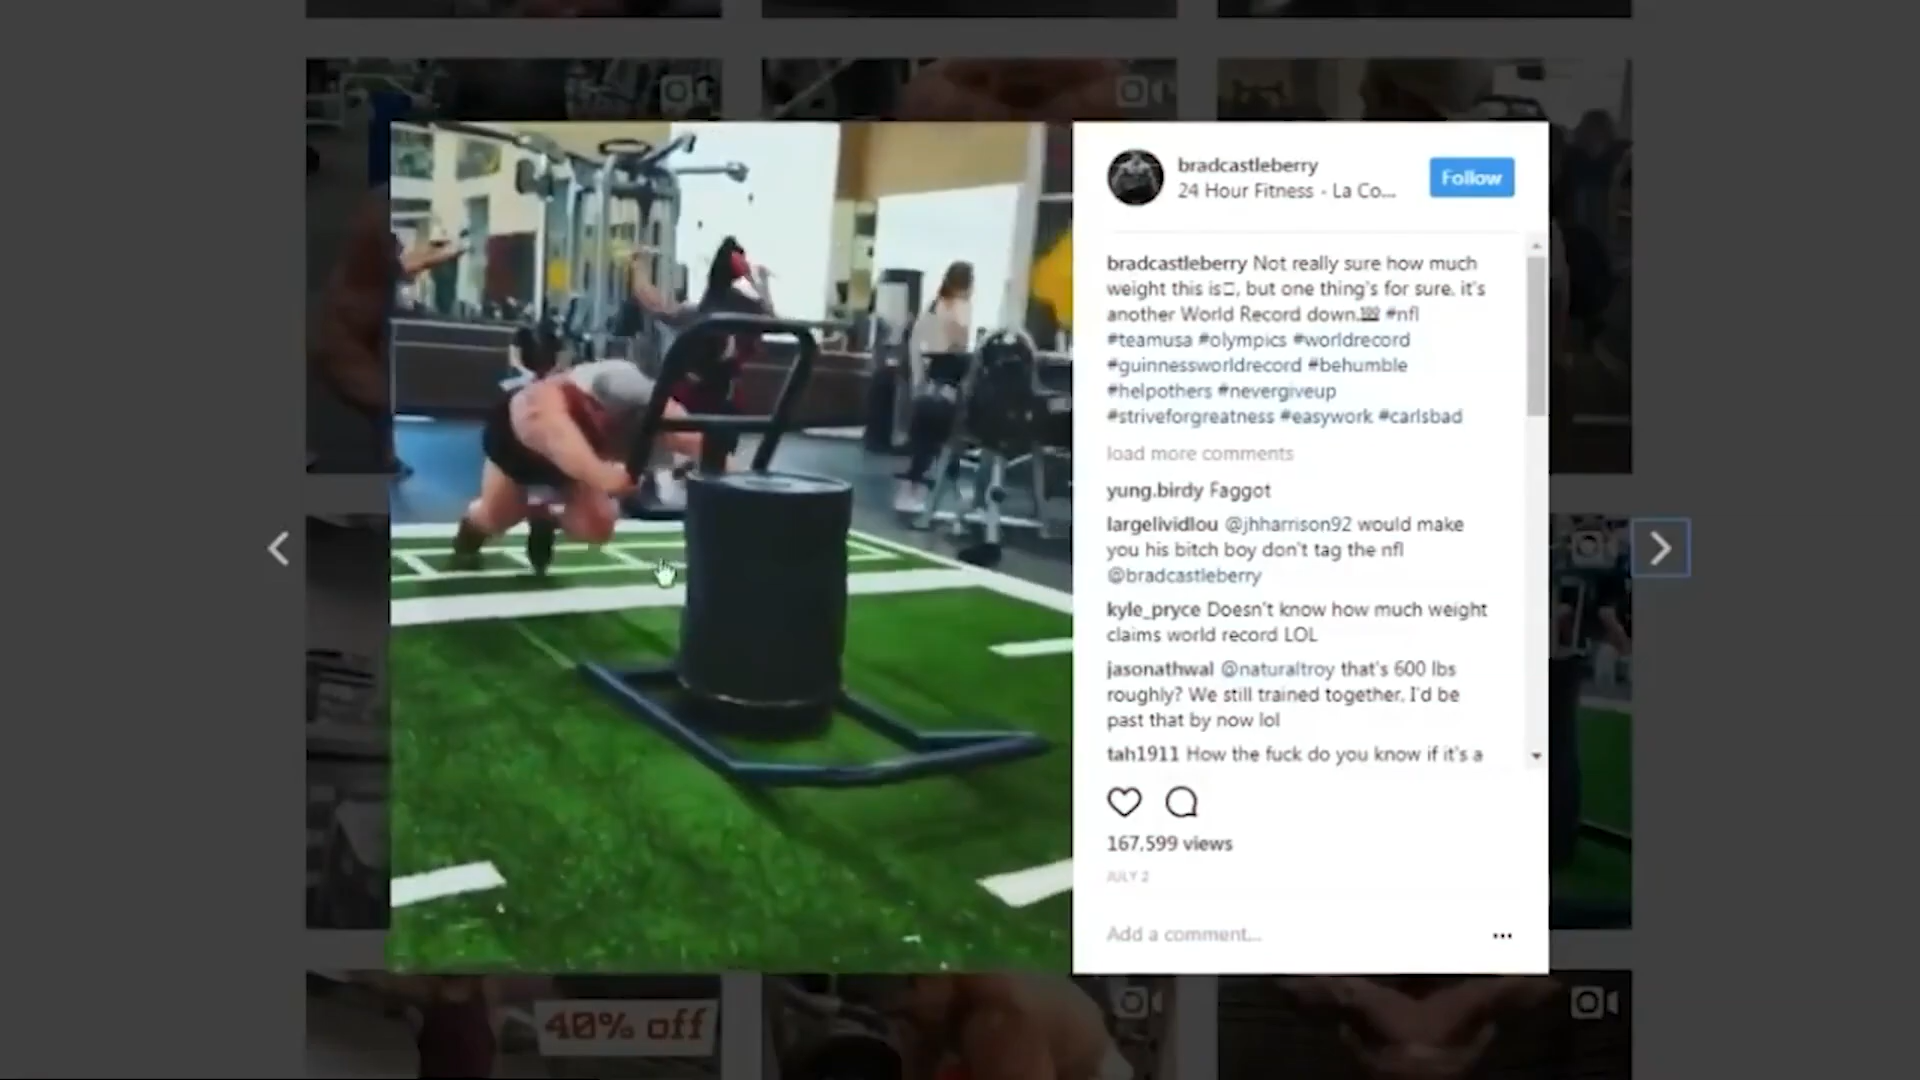 bradcastleberry
24 Hour Fitness - La Co...
Follow
bradcastleberry Not really sure how much
weight this is□, but one thing's for sure, it's
another World Record down.💯 #nfl
#teamusa #olympics #worldrecord
#guinnessworldrecord #behumble
#helpothers #nevergiveup
#striveforgreatness #easywork #carlsbad
load more comments
yung.birdy Faggot
largelividlou @jhharrison92 would make
you his bitch boy don't tag the nfl
@bradcastleberry
kyle_pryce Doesn't know how much weight
claims world record LOL
jasonathwal @naturaltroy that's 600 lbs
roughly? We still trained together, I'd be
past that by now lol
tah1911 How the fuck do you know if it's a
167,599 views
JULY 2
Add a comment...
40% off